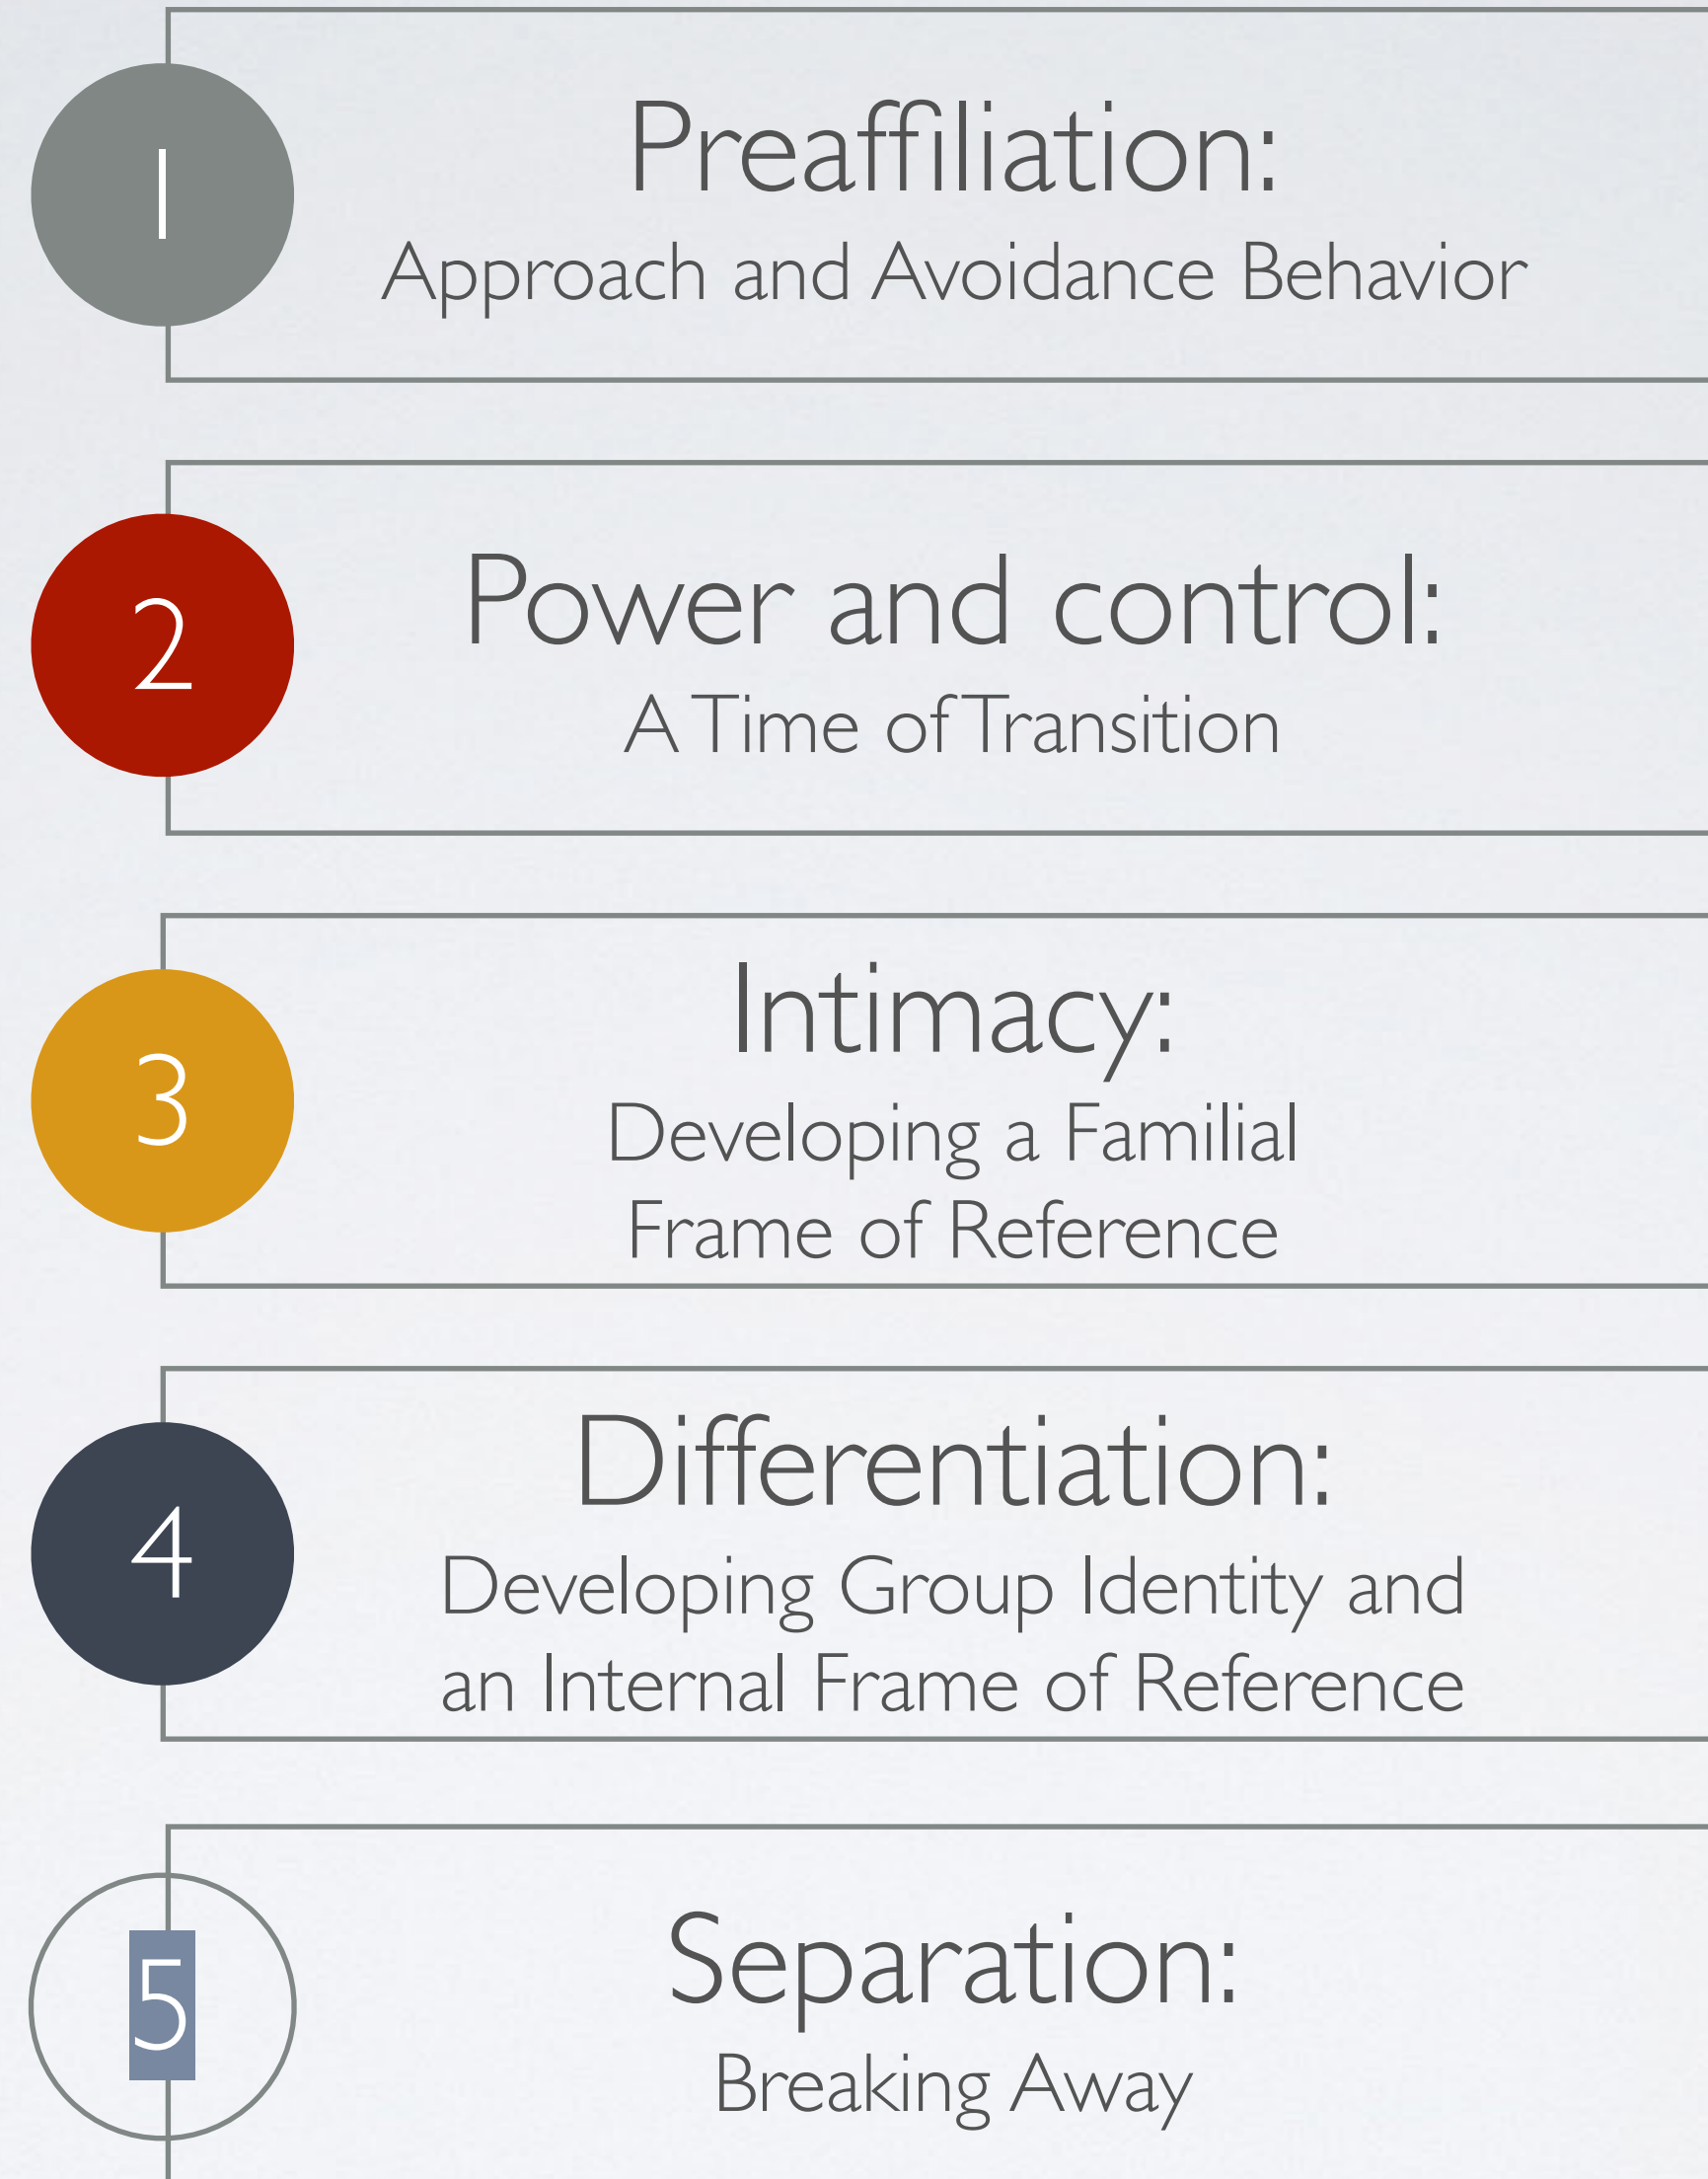 1
Preaffiliation:
Approach and Avoidance Behavior
2
Power and control:
A Time of Transition
3
Intimacy:
Developing a Familial
Frame of Reference
4
Differentiation:
Developing Group Identity and
an Internal Frame of Reference
5
Separation:
Breaking Away